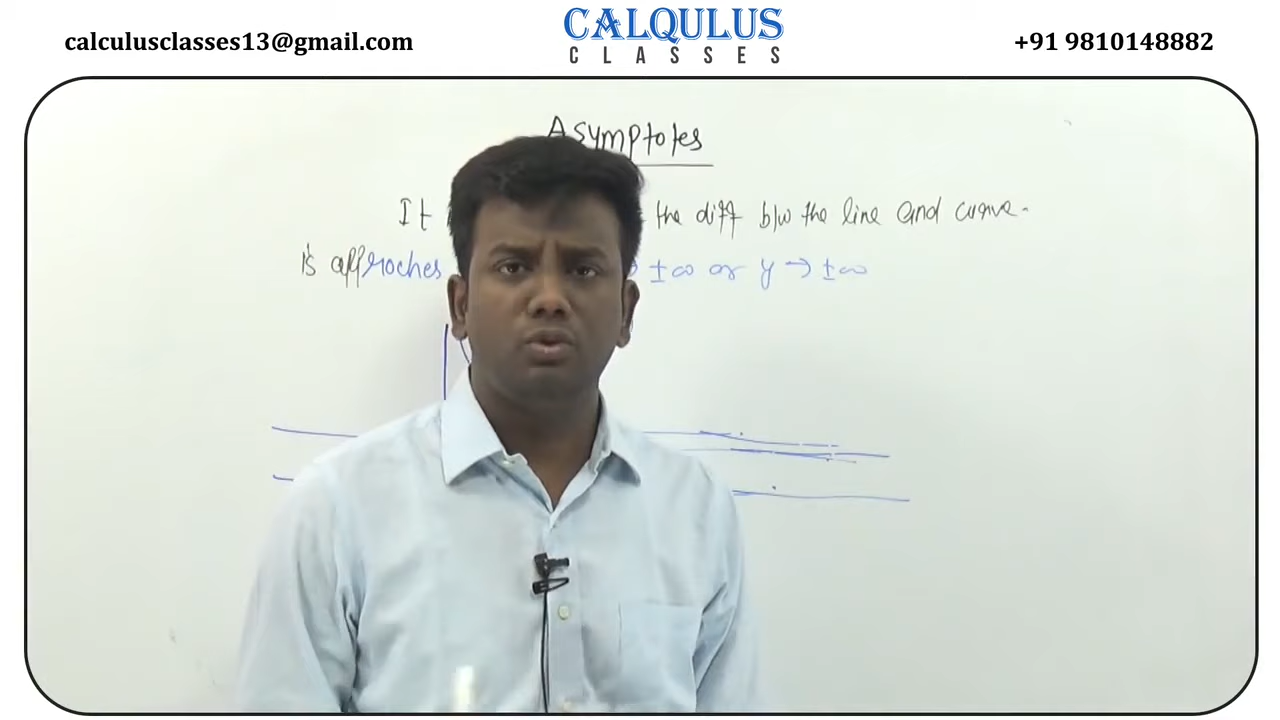 calculusclasses13@gmail.com
CALQULUS
CLASSES
+91 9810148882
Asymptotes
It the diff b/w the line and curve.
is approches ±∞ or y → ±∞